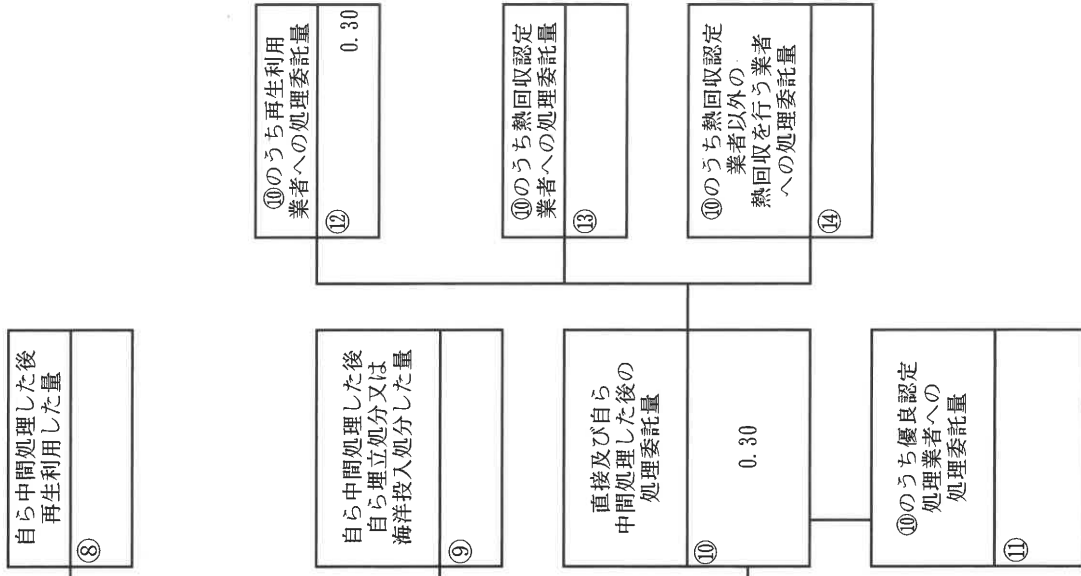 自ら中間処理した後
再生利用した量
⑧
自ら中間処理した後
自ら埋立処分又は
海洋投入処分した量
⑨
直接及び自ら
中間処理した後の
処理委託量
⑩
0.30
⑩のうち優良認定
処理業者への
処理委託量
⑪
⑩のうち再生利用
業者への処理委託量
⑫
0.30
⑩のうち熱回収認定
業者への処理委託量
⑬
⑩のうち熱回収認定
業者以外の
熱回収を行う業者
への処理委託量
⑭